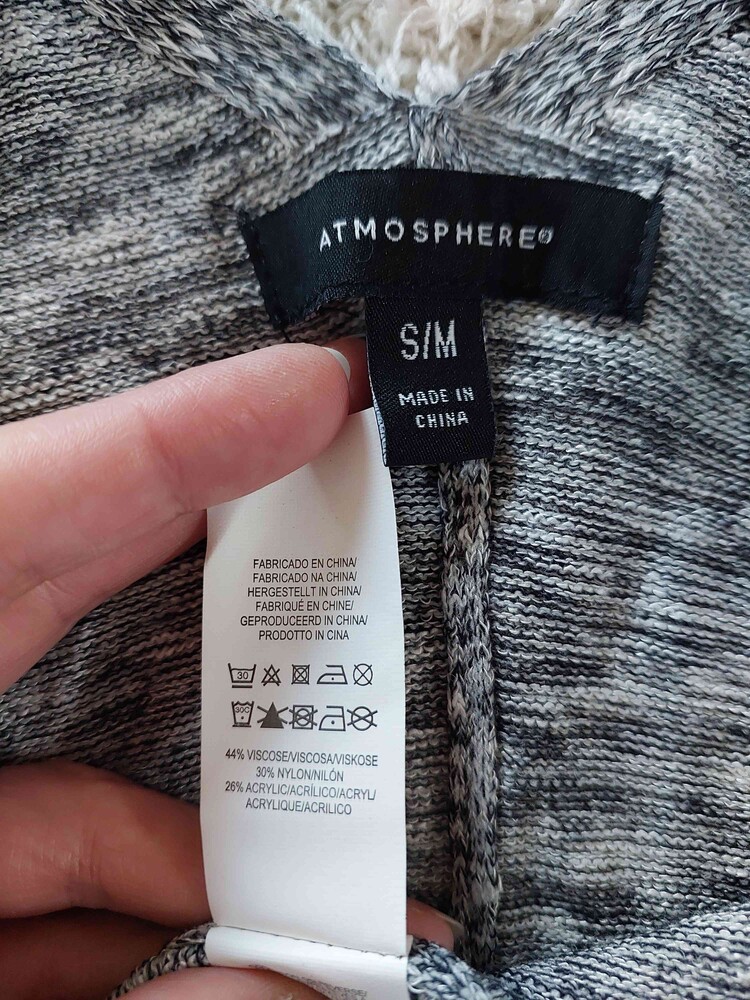 ATMOSPHERE®
S/M
MADE IN
CHINA
FABRICADO EN CHINA/
FABRICADO NA CHINA/
HERGESTELLT IN CHINA/
FABRIQUÉ EN CHINE/
GEPRODUCEERD IN CHINA/
PRODOTTO IN CINA
30
30C
44% VISCOSE/VISCOSA/VISKOSE
30% NYLON/NILÓN
26% ACRYLIC/ACRÍLICO/ACRYL/
ACRYLIQUE/ACRILICO